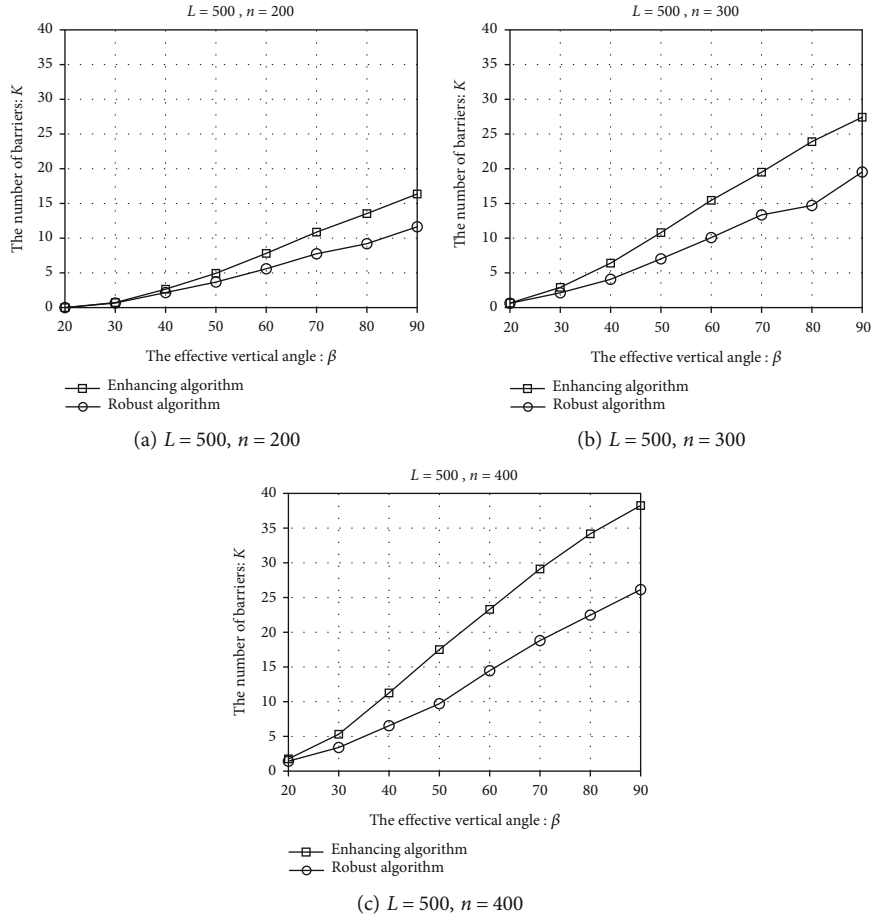 L = 500 , n = 200
The number of barriers: K
40
35
30
25
20
15
10
5
0
20 30 40 50 60 70 80 90
The effective vertical angle : β
Enhancing algorithm
Robust algorithm
(a) L = 500, n = 200
L = 500 , n = 300
The number of barriers: K
40
35
30
25
20
15
10
5
0
20 30 40 50 60 70 80 90
The effective vertical angle : β
Enhancing algorithm
Robust algorithm
(b) L = 500, n = 300
L = 500 , n = 400
The number of barriers: K
40
35
30
25
20
15
10
5
0
20 30 40 50 60 70 80 90
The effective vertical angle : β
Enhancing algorithm
Robust algorithm
(c) L = 500, n = 400